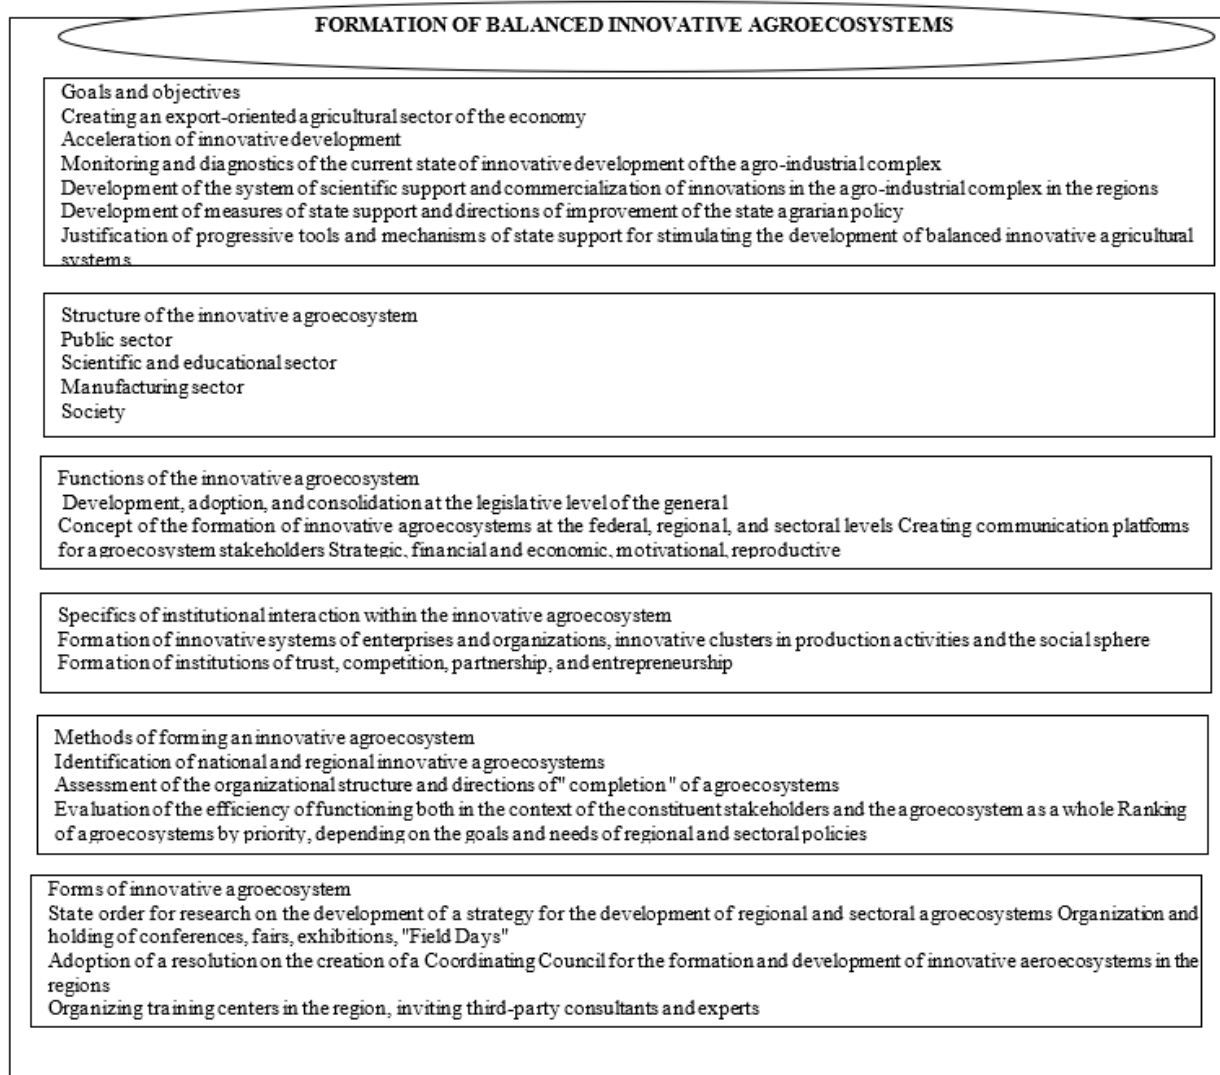 FORMATION OF BALANCED INNOVATIVE AGROECOSYSTEMS
Goals and objectives
Creating an export-oriented agricultural sector of the economy
Acceleration of innovative development
Monitoring and diagnostics of the current state of innovative development of the agro-industrial complex
Development of the system of scientific support and commercialization of innovations in the agro-industrial complex in the regions
Development of measures of state support and directions of improvement of the state agrarian policy
Justification of progressive tools and mechanisms of state support for stimulating the development of balanced innovative agricultural
systems
Structure of the innovative agroecosystem
Public sector
Scientific and educational sector
Manufacturing sector
Society
Functions of the innovative agroecosystem
Development, adoption, and consolidation at the legislative level of the general
Concept of the formation of innovative agroecosystems at the federal, regional, and sectoral levels Creating communication platforms
for agroecosystem stakeholders Strategic, financial and economic, motivational, reproductive
Specifics of institutional interaction within the innovative agroecosystem
Formation of innovative systems of enterprises and organizations, innovative clusters in production activities and the social sphere
Formation of institutions of trust, competition, partnership, and entrepreneurship
Methods of forming an innovative agroecosystem
Identification of national and regional innovative agroecosystems
Assessment of the organizational structure and directions of" completion " of agroecosystems
Evaluation of the efficiency of functioning both in the context of the constituent stakeholders and the agroecosystem as a whole Ranking
of agroecosystems by priority, depending on the goals and needs of regional and sectoral policies
Forms of innovative agroecosystem
State order for research on the development of a strategy for the development of regional and sectoral agroecosystems Organization and
holding of conferences, fairs, exhibitions, "Field Days"
Adoption of a resolution on the creation of a Coordinating Council for the formation and development of innovative aeroecosystems in the
regions
Organizing training centers in the region, inviting third-party consultants and experts